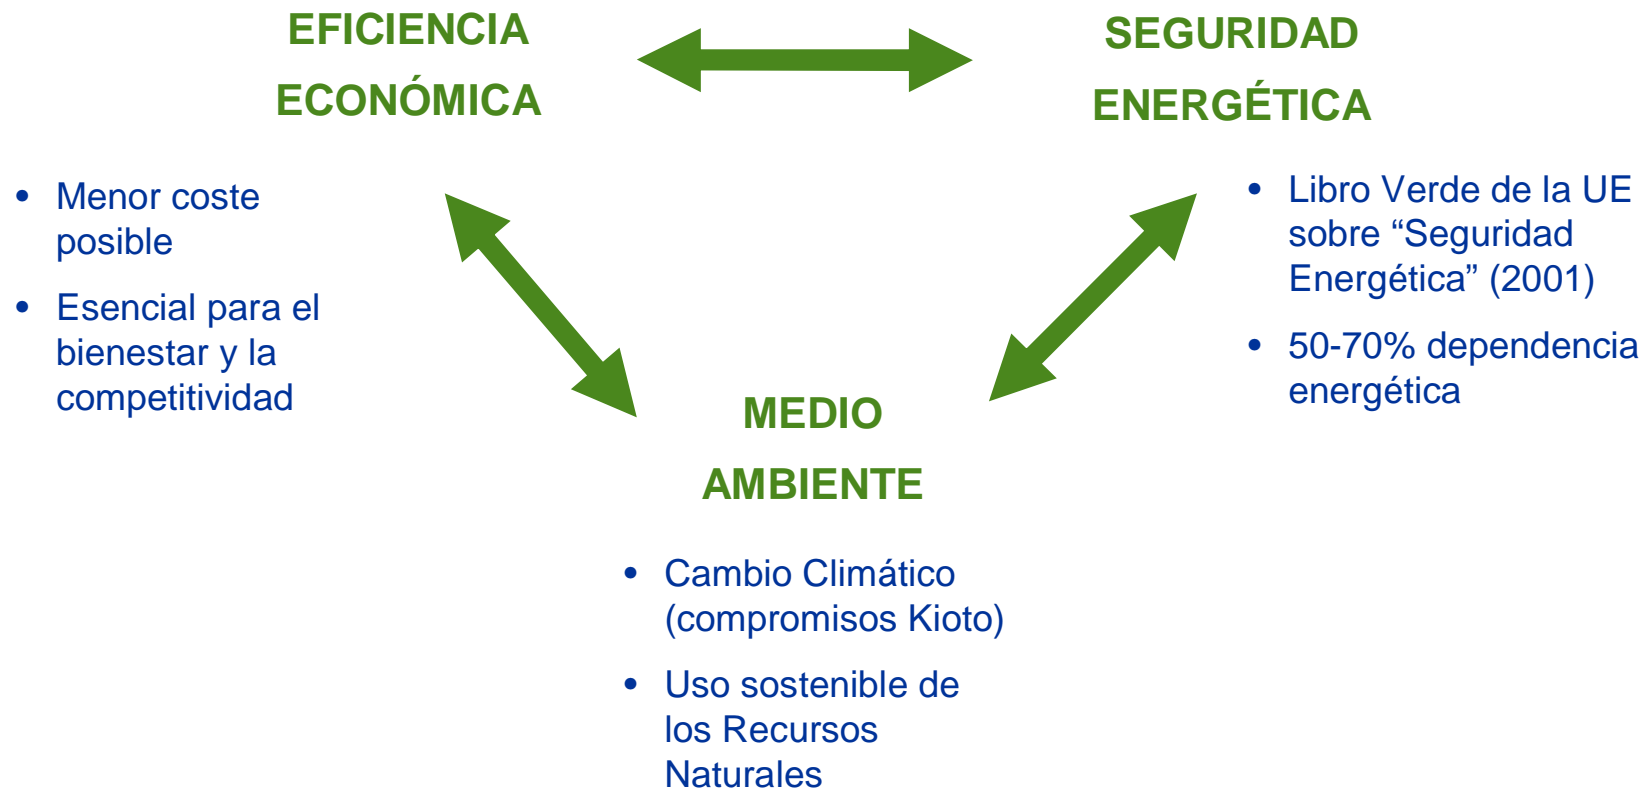 EFICIENCIA
ECONÓMICA
SEGURIDAD
ENERGÉTICA
• Menor coste
posible
• Esencial para el
bienestar y la
competitividad
• Libro Verde de la UE
sobre “Seguridad
Energética” (2001)
• 50-70% dependencia
energética
MEDIO
AMBIENTE
• Cambio Climático
(compromisos Kioto)
• Uso sostenible de
los Recursos
Naturales